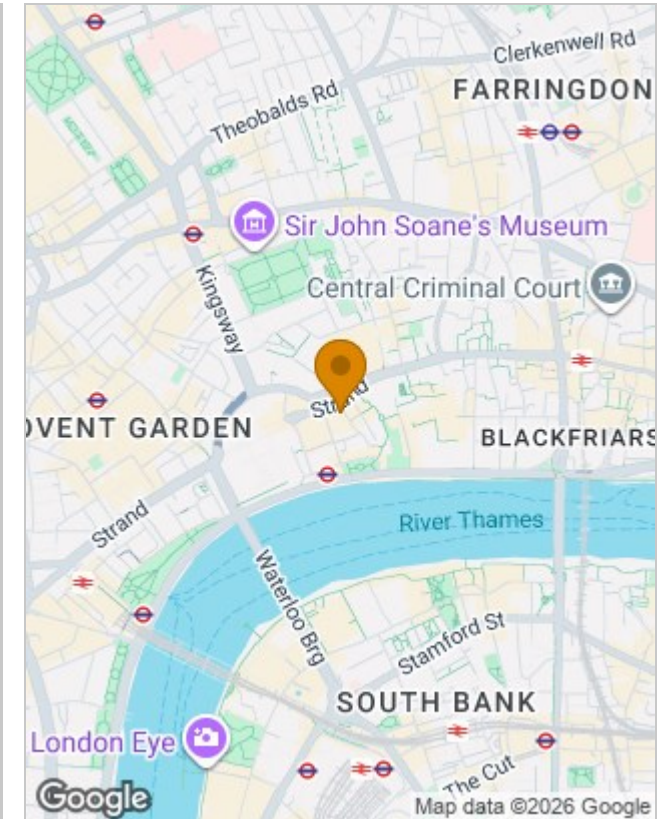 Clerkenwell Rd
FARRINGDON
Theobalds Rd
Sir John Soane's Museum
Kingsway
Central Criminal Court
Strand
OVENT GARDEN
BLACKFRIARS
River Thames
Strand
Waterloo Brg
Stamford St
SOUTH BANK
London Eye
The Cut
Google
Map data ©2026 Google